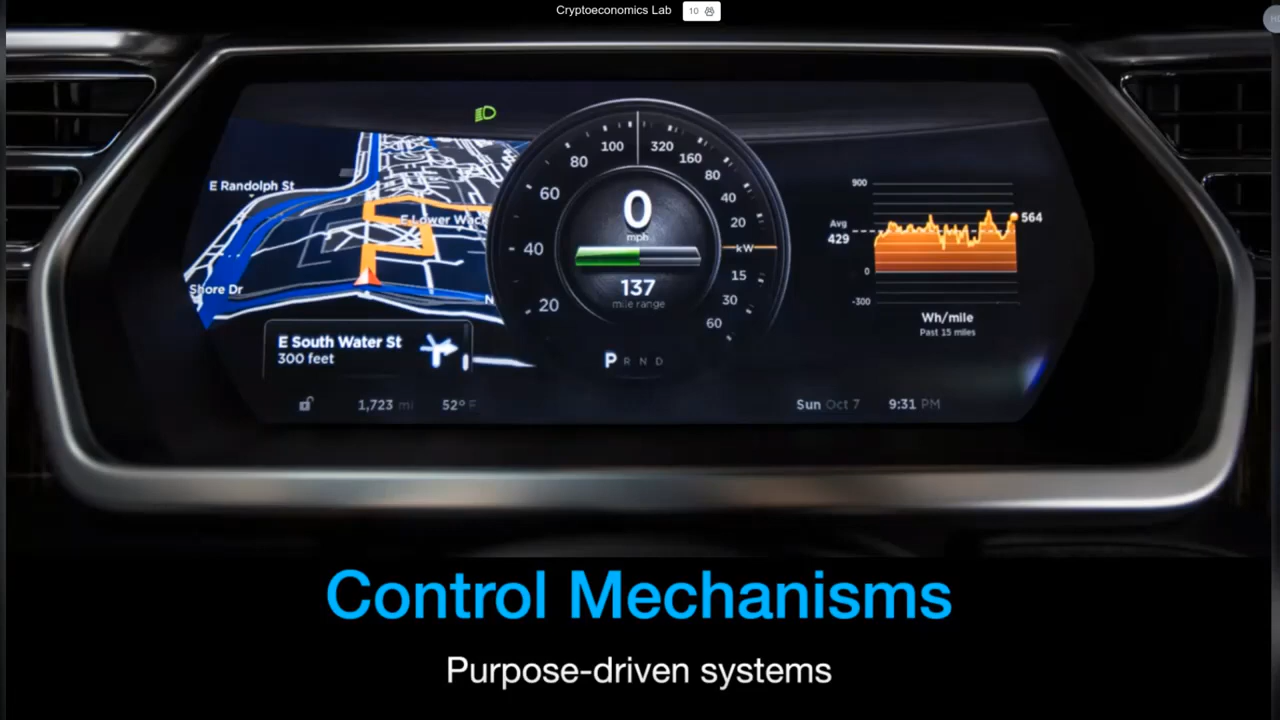 Cryptoeconomics Lab 10
E Randolph St
E Lower Wack
Shore Dr
N
E South Water St
300 feet
1,723 mi 52° F
20
40
60
80
100
320
160
80
40
20
kW
15
30
60
0
mph
137
mile range
P R N D
900
Avg
429
564
0
-300
Wh/mile
Past 15 miles
Sun Oct 7 9:31 PM
Control Mechanisms
Purpose-driven systems